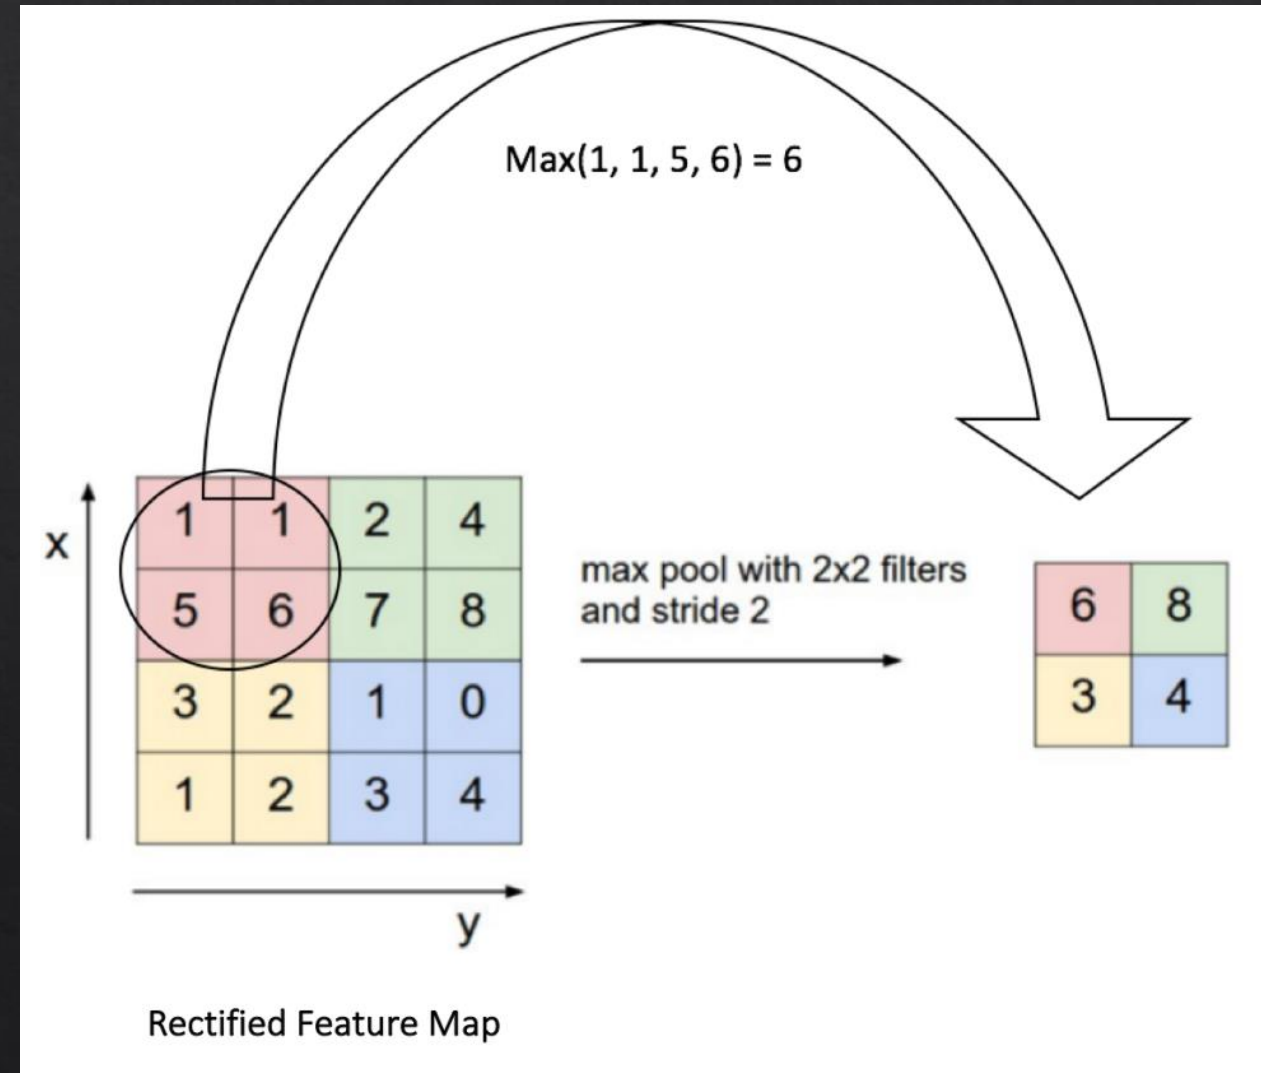 Max(1, 1, 5, 6) = 6
x
1 1 2 4
5 6 7 8
3 2 1 0
1 2 3 4
y
max pool with 2x2 filters
and stride 2
6 8
3 4
Rectified Feature Map